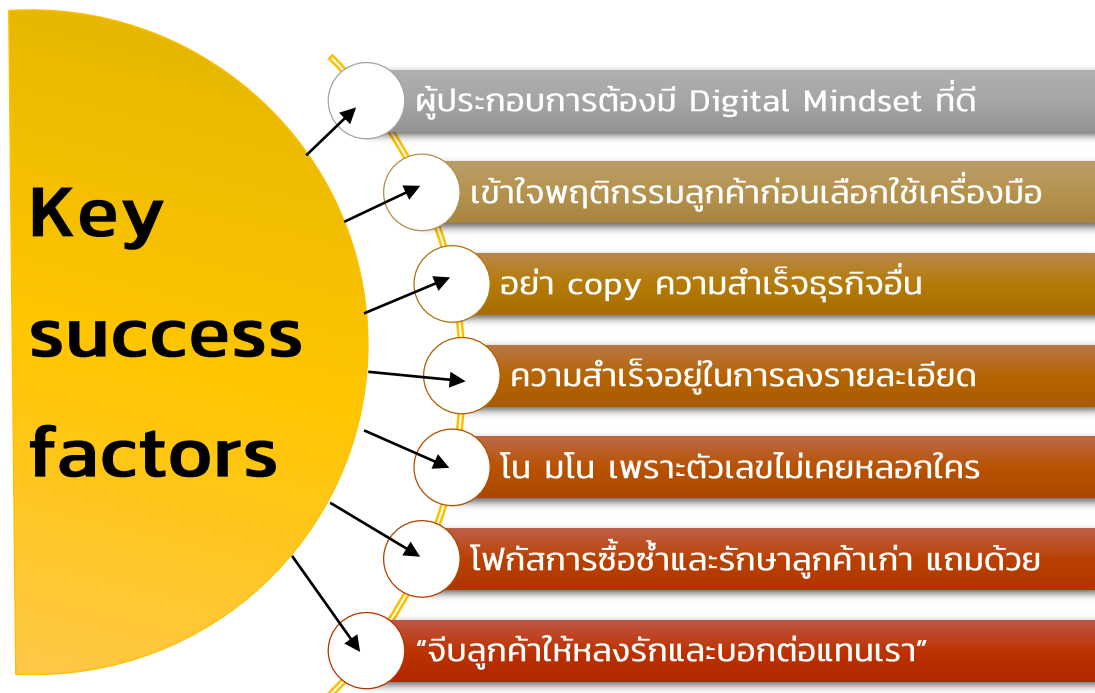 Key
success
factors
ผู้ประกอบการต้องมี Digital Mindset ที่ดี
เข้าใจพฤติกรรมลูกค้าก่อนเลือกใช้เครื่องมือ
อย่า copy ความสำเร็จธุรกิจอื่น
ความสำเร็จอยู่ในการลงรายละเอียด
โน มโน เพราะตัวเลขไม่เคยหลอกใคร
โฟกัสการซื้อซ้ำและรักษาลูกค้าเก่า แถมด้วย
“จีบลูกค้าให้หลงรักและบอกต่อแทนเรา”